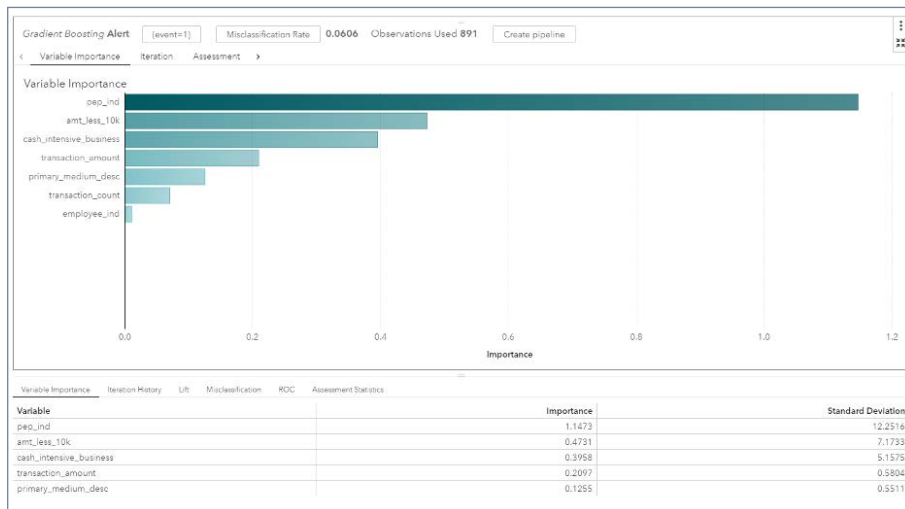 Gradient Boosting Alert (event=1) Misclassification Rate 0.0606 Observations Used 891 Create pipeline
< Variable Importance Iteration Assessment >
Variable Importance
pep_ind
amt_less_10k
cash_intensive_business
transaction_amount
primary_medium_desc
transaction_count
employee_ind
0.0 0.2 0.4 0.6 0.8 1.0 1.2
Importance
Variable Importance Iteration History Lift Misclassification ROC Assessment Statistics
Variable Importance Standard Deviation
pep_ind 1.1473 12.2516
amt_less_10k 0.4731 7.1733
cash_intensive_business 0.3958 5.1575
transaction_amount 0.2097 0.5804
primary_medium_desc 0.1255 0.5511